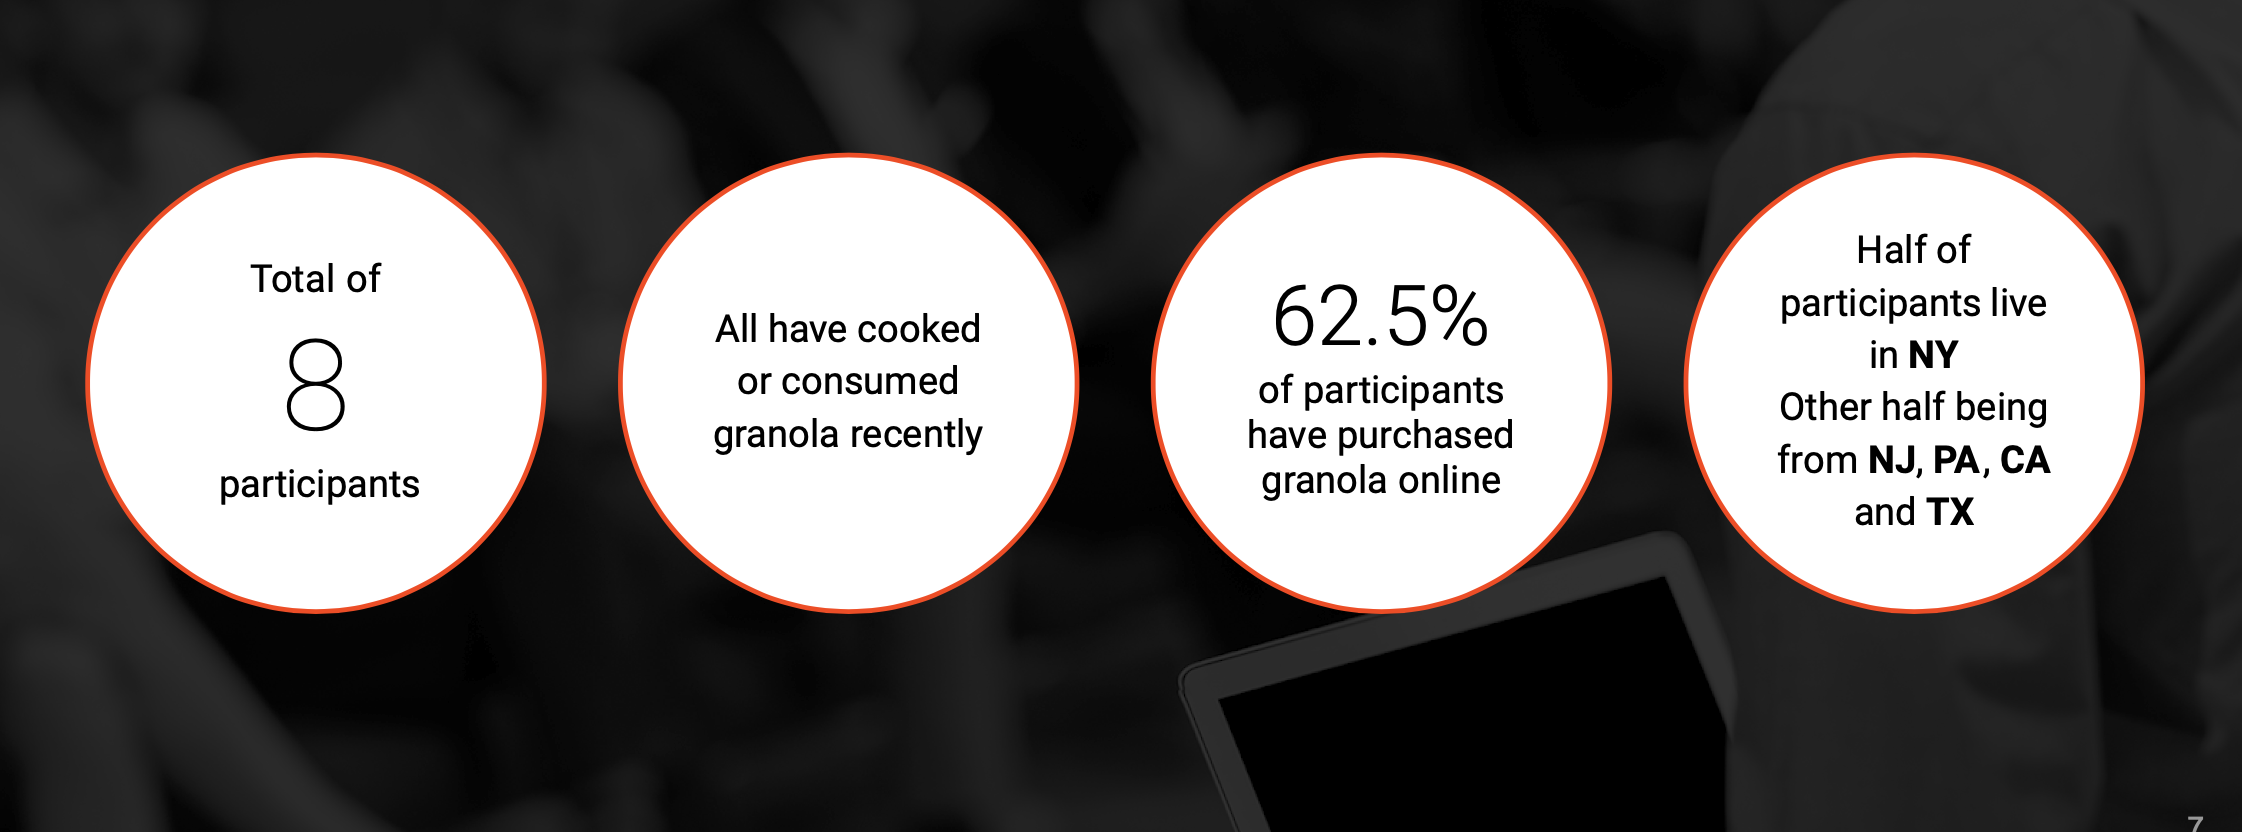 Total of
8
participants
All have cooked
or consumed
granola recently
62.5%
of participants
have purchased
granola online
Half of
participants live
in NY
Other half being
from NJ, PA, CA
and TX
7